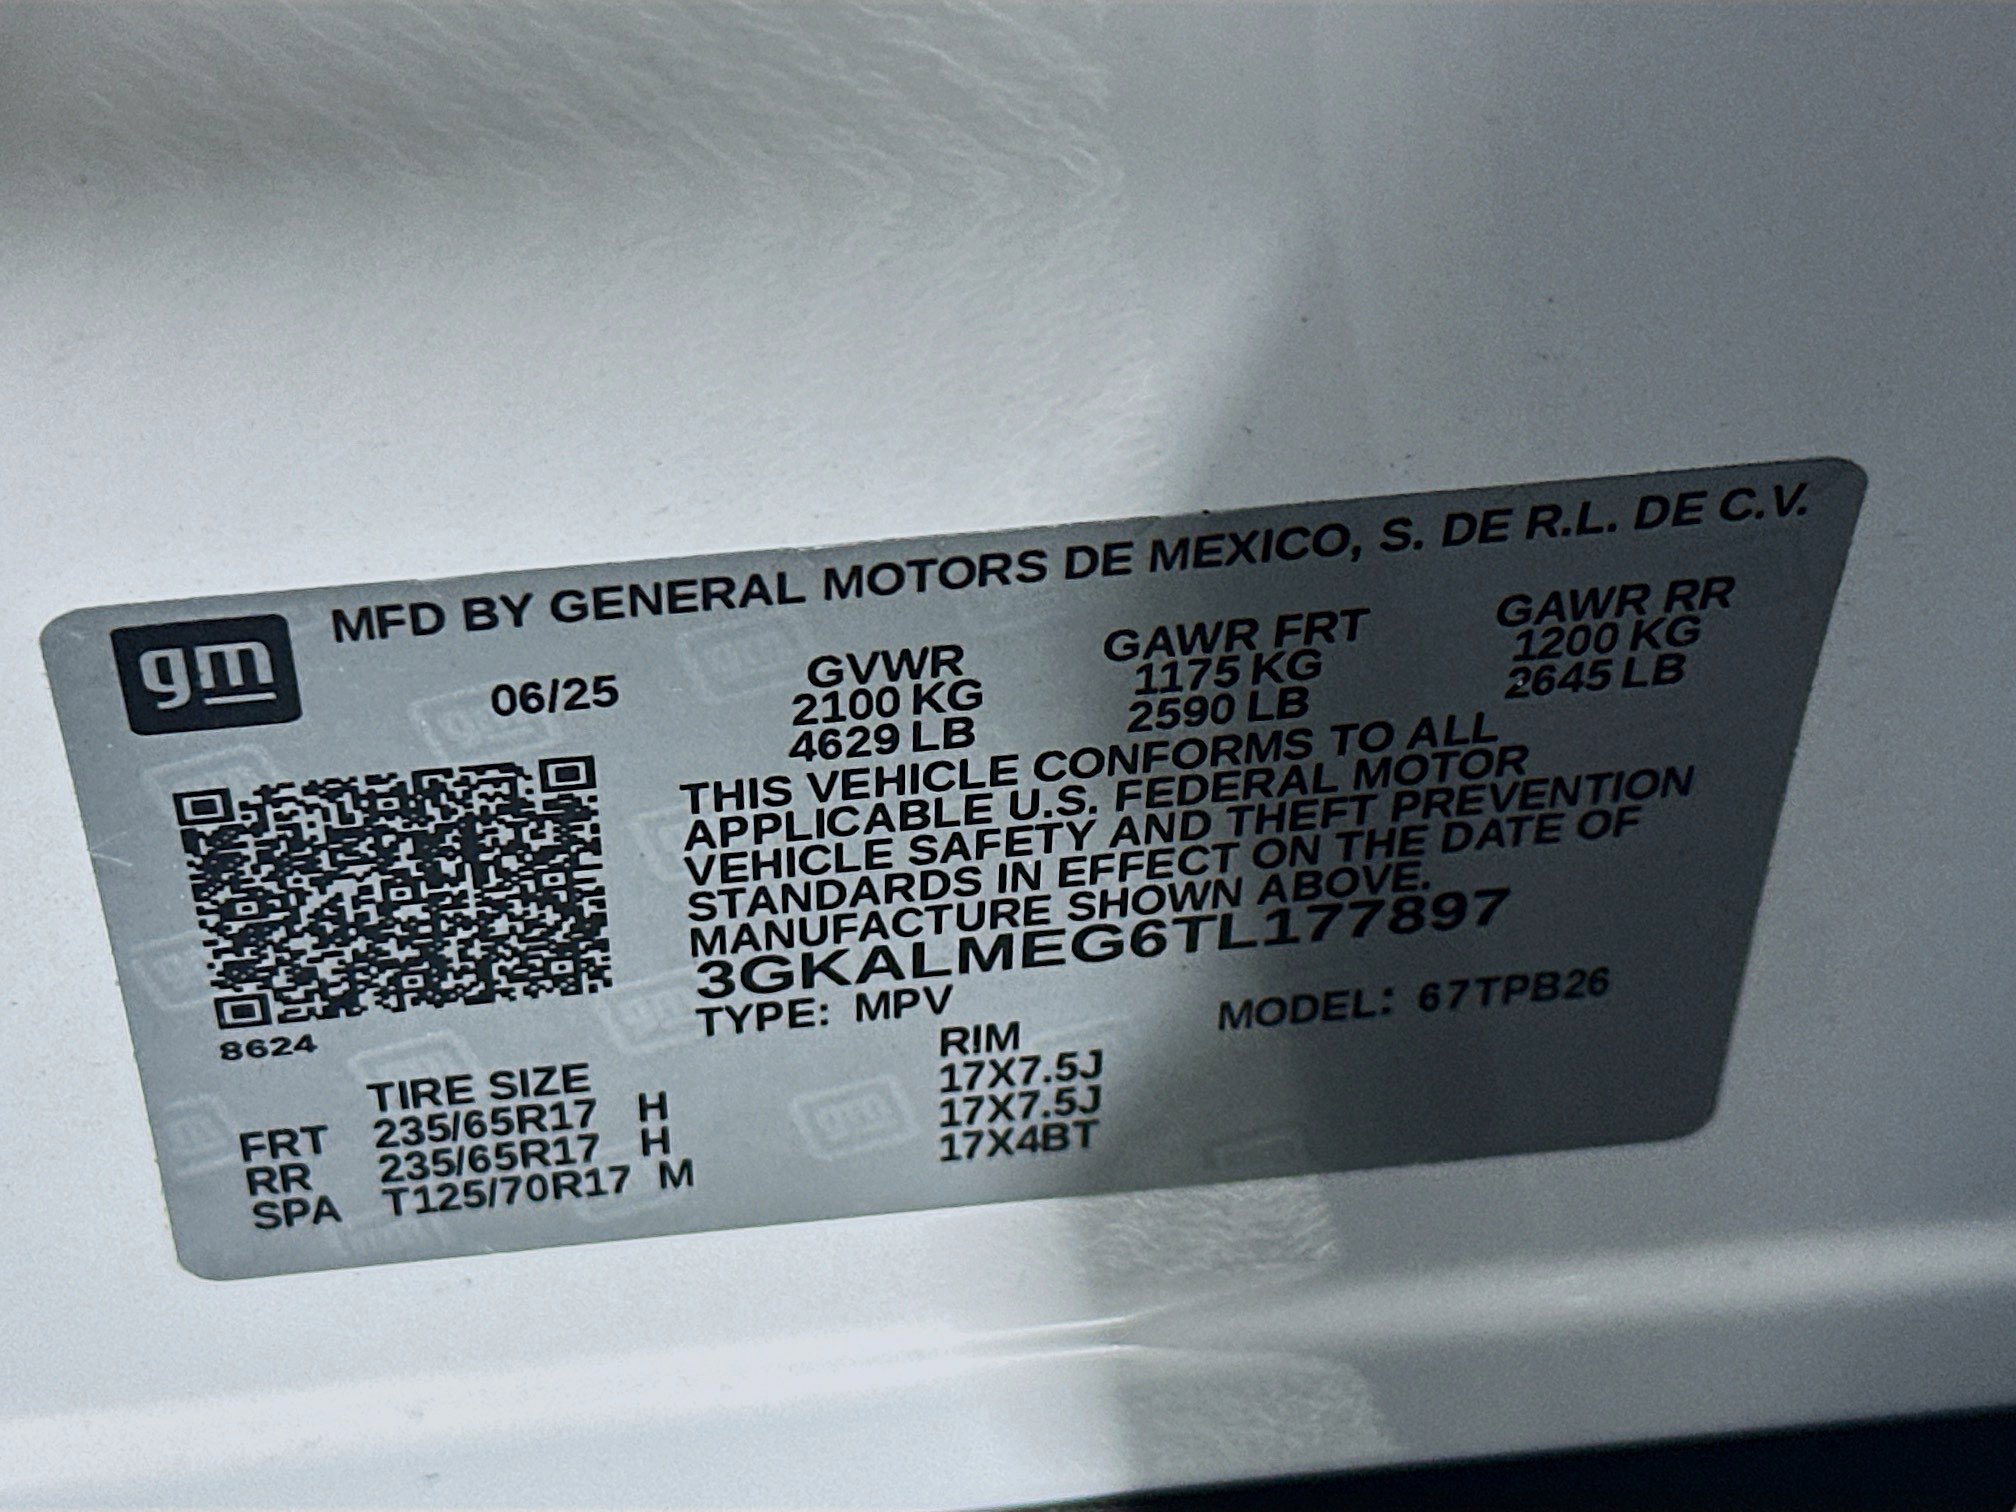 gm
MFD BY GENERAL MOTORS DE MEXICO, S. DE R.L. DE C.V.
06/25 GVWR GAWR FRT GAWR RR
2100 KG 1175 KG 1200 KG
4629 LB 2590 LB 2645 LB
THIS VEHICLE CONFORMS TO ALL
APPLICABLE U.S. FEDERAL MOTOR
VEHICLE SAFETY AND THEFT PREVENTION
STANDARDS IN EFFECT ON THE DATE OF
MANUFACTURE SHOWN ABOVE.
3GKALMEG6TL177897
TYPE: MPV MODEL: 67TPB26
8624
TIRE SIZE RIM
FRT 235/65R17 H 17X7.5J
RR 235/65R17 H 17X7.5J
SPA T125/70R17 M 17X4BT